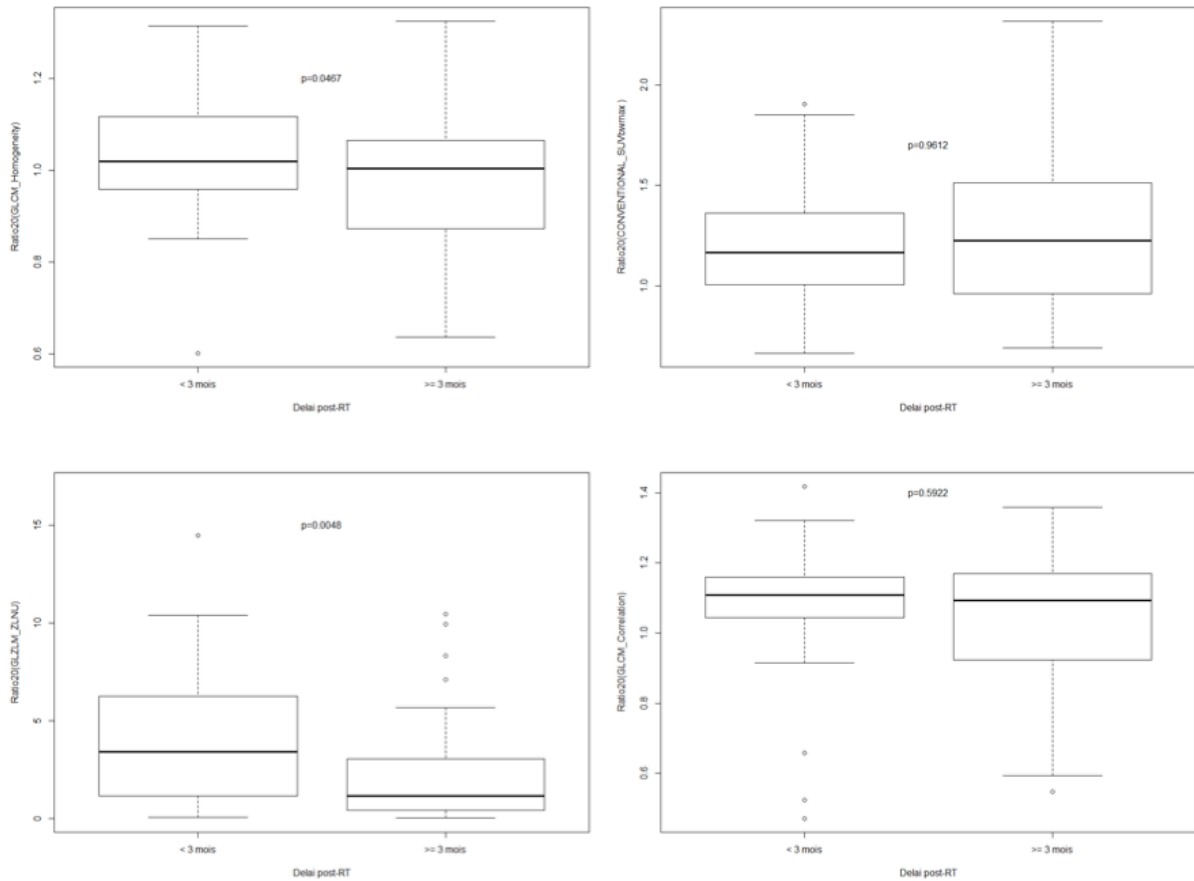 Ratio20(GLCM_Homogeneity)
0.6
0.8
1.0
1.2
p=0.0467
< 3 mois
>= 3 mois
Delai post-RT
Ratio20(CONVENTIONAL_SUVbwmax )
1.0
1.5
2.0
p=0.9612
< 3 mois
>= 3 mois
Delai post-RT
Ratio20(GLZLM_ZLNU)
0
5
10
15
p=0.0048
< 3 mois
>= 3 mois
Delai post-RT
Ratio20(GLCM_Correlation)
0.6
0.8
1.0
1.2
1.4
p=0.5922
< 3 mois
>= 3 mois
Delai post-RT